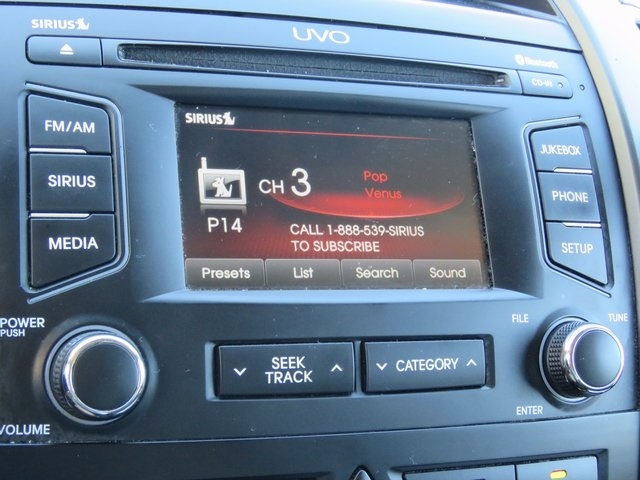 SIRIUS
UVO
Bluetooth
CD-IN
FM/AM
SIRIUS
MEDIA
SIRIUS
CH 3
Pop
Venus
P14
CALL 1-888-539-SIRIUS
TO SUBSCRIBE
Presets List Search Sound
JUKEBOX
PHONE
SETUP
POWER
PUSH
VOLUME
SEEK
TRACK
CATEGORY
FILE
TUNE
ENTER